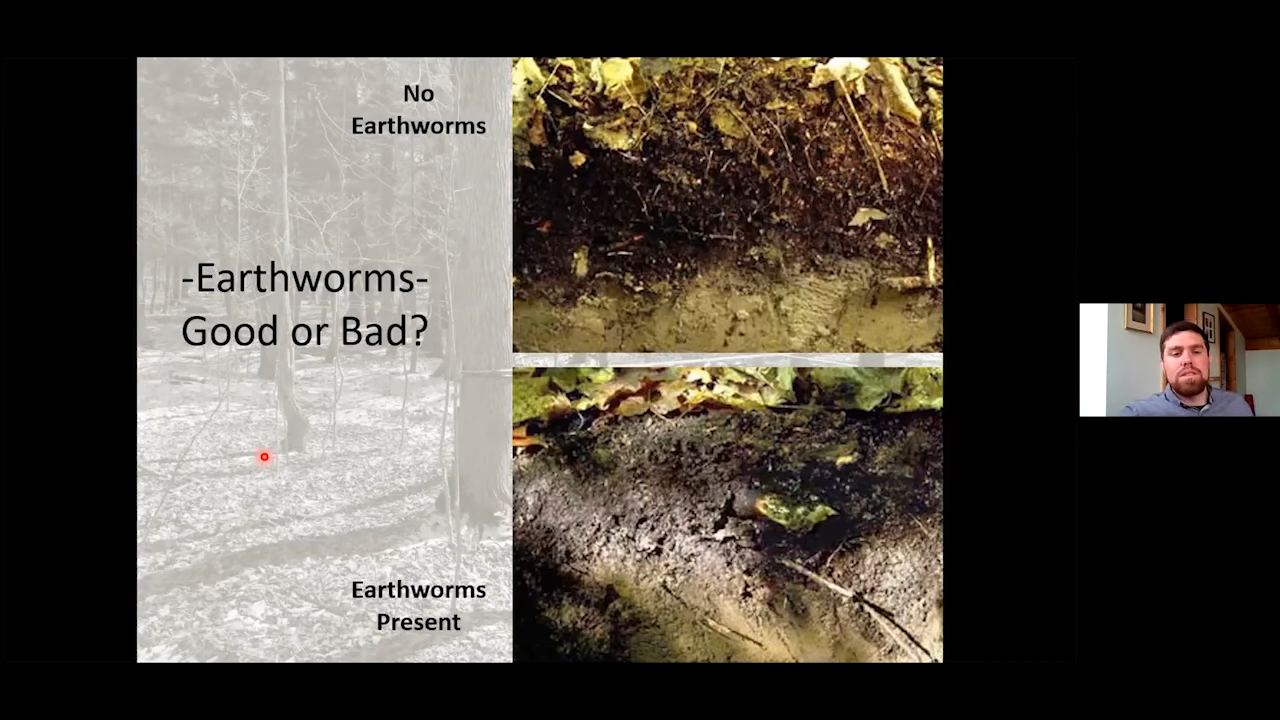 No
Earthworms
-Earthworms-
Good or Bad?
Earthworms
Present